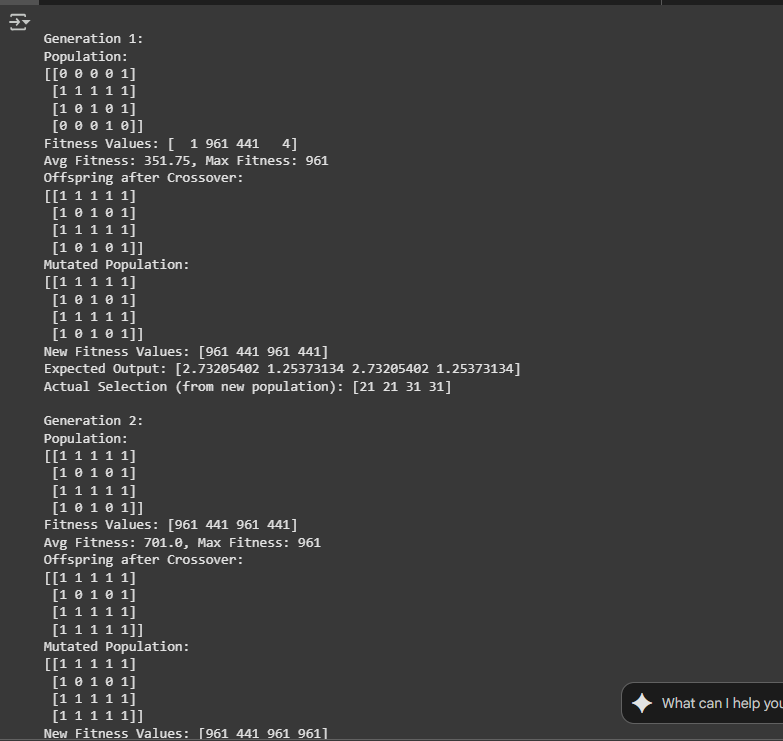 Generation 1:
Population:
[[0 0 0 0 1]
 [1 1 1 1 1]
 [1 0 1 0 1]
 [0 0 0 1 0]]
Fitness Values: [  1 961 441   4]
Avg Fitness: 351.75, Max Fitness: 961
Offspring after Crossover:
[[1 1 1 1 1]
 [1 0 1 0 1]
 [1 1 1 1 1]
 [1 0 1 0 1]]
Mutated Population:
[[1 1 1 1 1]
 [1 0 1 0 1]
 [1 1 1 1 1]
 [1 0 1 0 1]]
New Fitness Values: [961 441 961 441]
Expected Output: [2.73205402 1.25373134 2.73205402 1.25373134]
Actual Selection (from new population): [21 21 31 31]
Generation 2:
Population:
[[1 1 1 1 1]
 [1 0 1 0 1]
 [1 1 1 1 1]
 [1 0 1 0 1]]
Fitness Values: [961 441 961 441]
Avg Fitness: 701.0, Max Fitness: 961
Offspring after Crossover:
[[1 1 1 1 1]
 [1 0 1 0 1]
 [1 1 1 1 1]
 [1 1 1 1 1]]
Mutated Population:
[[1 1 1 1 1]
 [1 0 1 0 1]
 [1 1 1 1 1]
 [1 1 1 1 1]]
New Fitness Values: [961 441 961 961]
What can I help you